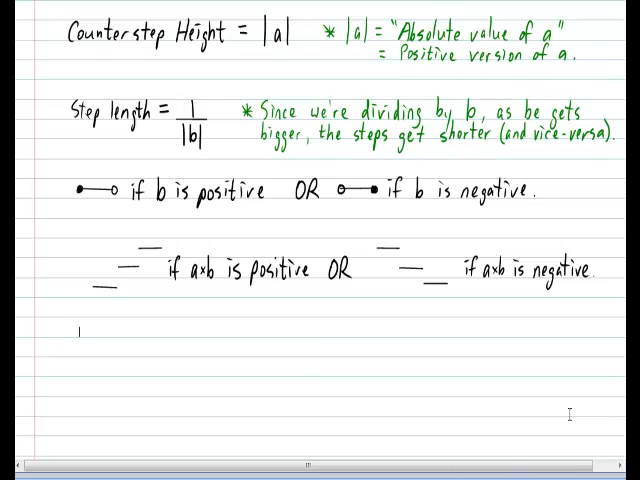 Counterstep Height = |a| * |a| = "Absolute value of a"
= Positive version of a.
Step length = 1/|b| * Since we're dividing by b, as be gets
bigger, the steps get shorter (and vice-versa).
if b is positive OR if b is negative.
if a×b is positive OR if a×b is negative.